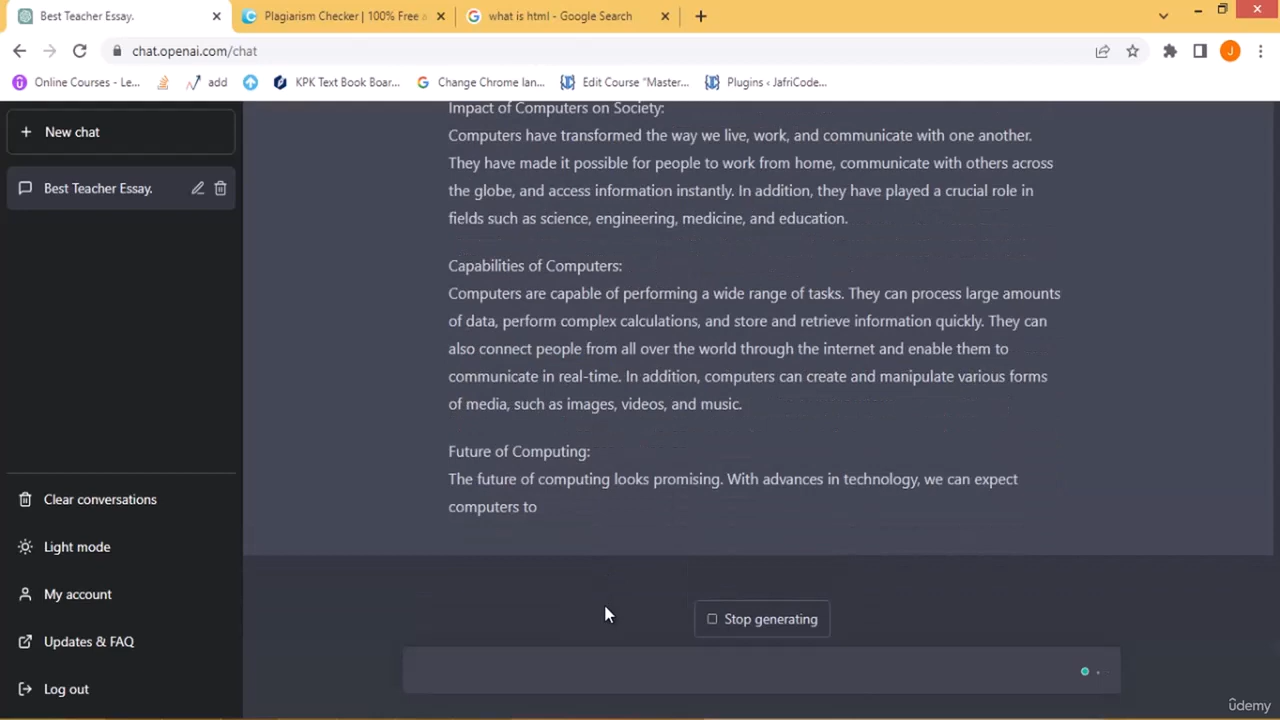 Best Teacher Essay.
Plagiarism Checker | 100% Free a
what is html - Google Search
chat.openai.com/chat
J
Online Courses - Le...
add
KPK Text Book Boar...
Change Chrome lan...
Edit Course "Master...
Plugins ‹ JafriCode...
New chat
Best Teacher Essay.
Clear conversations
Light mode
My account
Updates & FAQ
Log out
Impact of Computers on Society:
Computers have transformed the way we live, work, and communicate with one another.
They have made it possible for people to work from home, communicate with others across
the globe, and access information instantly. In addition, they have played a crucial role in
fields such as science, engineering, medicine, and education.
Capabilities of Computers:
Computers are capable of performing a wide range of tasks. They can process large amounts
of data, perform complex calculations, and store and retrieve information quickly. They can
also connect people from all over the world through the internet and enable them to
communicate in real-time. In addition, computers can create and manipulate various forms
of media, such as images, videos, and music.
Future of Computing:
The future of computing looks promising. With advances in technology, we can expect
computers to
Stop generating
ûdemy